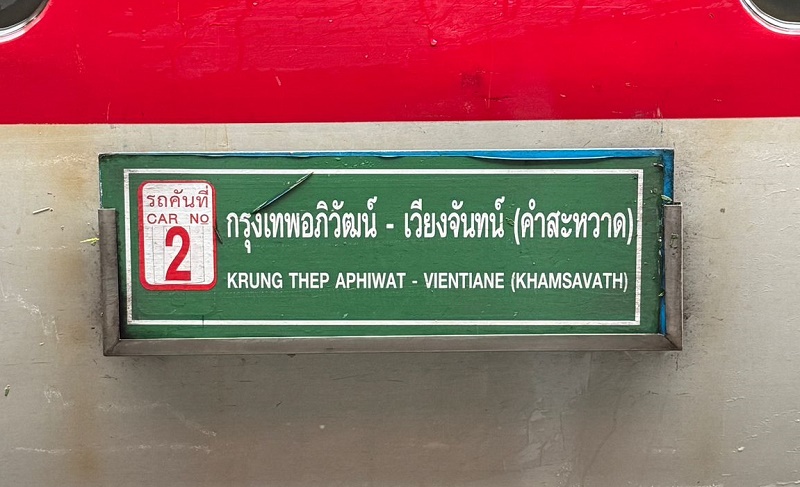 รถคันที่
CAR NO
2
กรุงเทพอภิวัฒน์ - เวียงจันทน์ (คำสะหวาด)
KRUNG THEP APHIWAT - VIENTIANE (KHAMSAVATH)